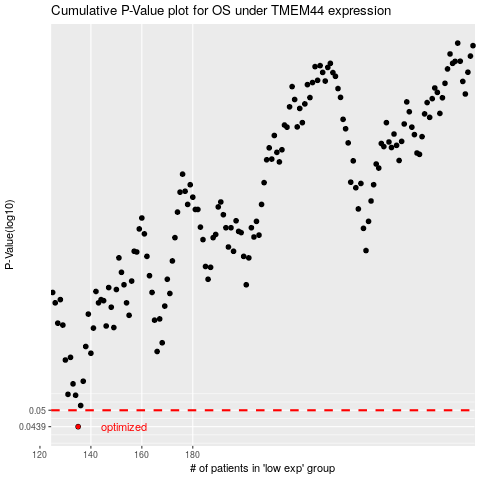 Cumulative P-Value plot for OS under TMEM44 expression
P-Value(log10)
0.05
0.0439
optimized
120 140 160 180
# of patients in 'low exp' group